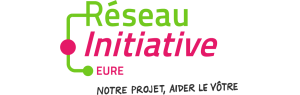 Réseau
Initiative
EURE
NOTRE PROJET, AIDER LE VÔTRE